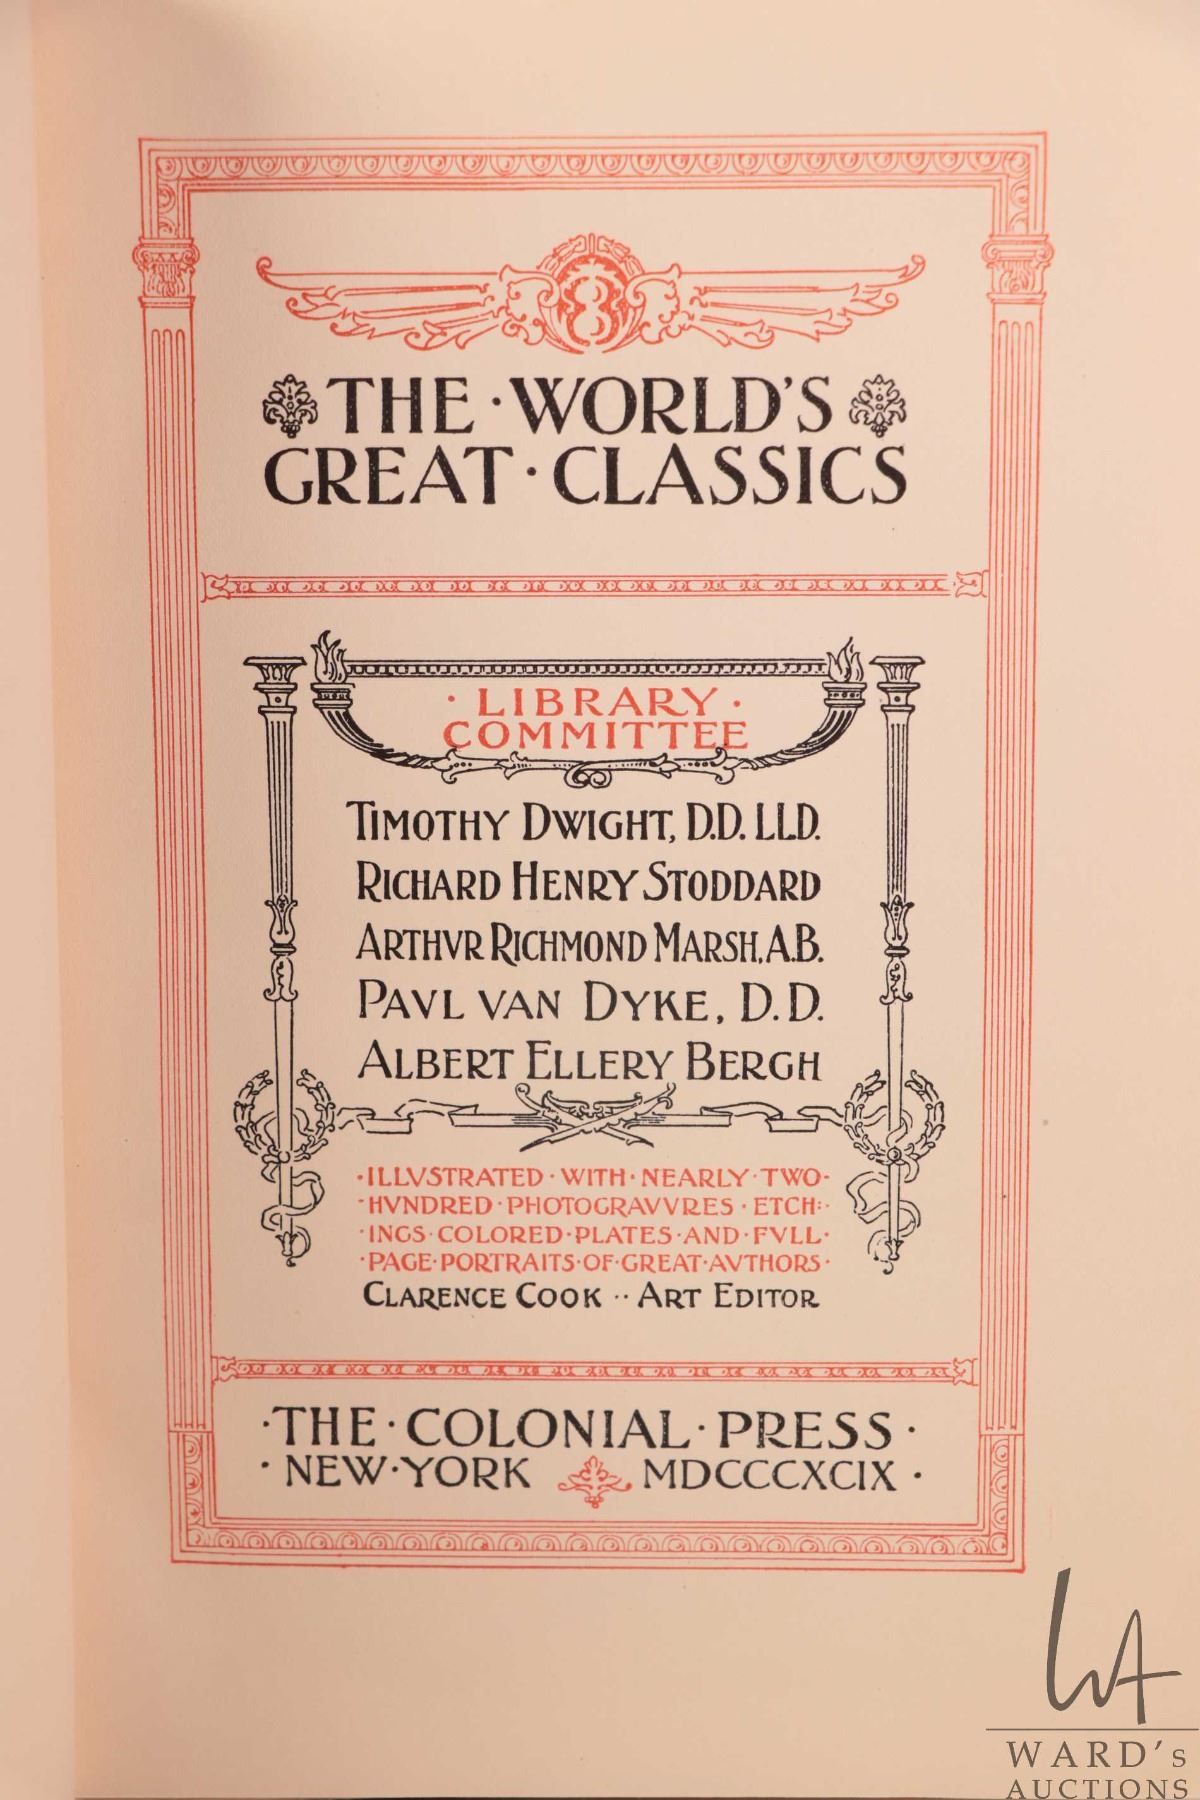 THE · WORLD'S
GREAT · CLASSICS
· LIBRARY ·
COMMITTEE
TIMOTHY DWIGHT, D.D. LL.D.
RICHARD HENRY STODDARD
ARTHVR RICHMOND MARSH, A.B.
PAVL VAN DYKE, D.D.
ALBERT ELLERY BERGH
·ILLVSTRATED·WITH·NEARLY·TWO-
-HVNDRED·PHOTOGRAVVRES·ETCH:·
·INGS·COLORED·PLATES·AND·FVLL·
·PAGE·PORTRAITS·OF·GREAT·AVTHORS·
CLARENCE COOK ·· ART EDITOR
·THE·COLONIAL·PRESS·
·NEW·YORK MDCCCXCIX·
WA
WARD's
AUCTIONS